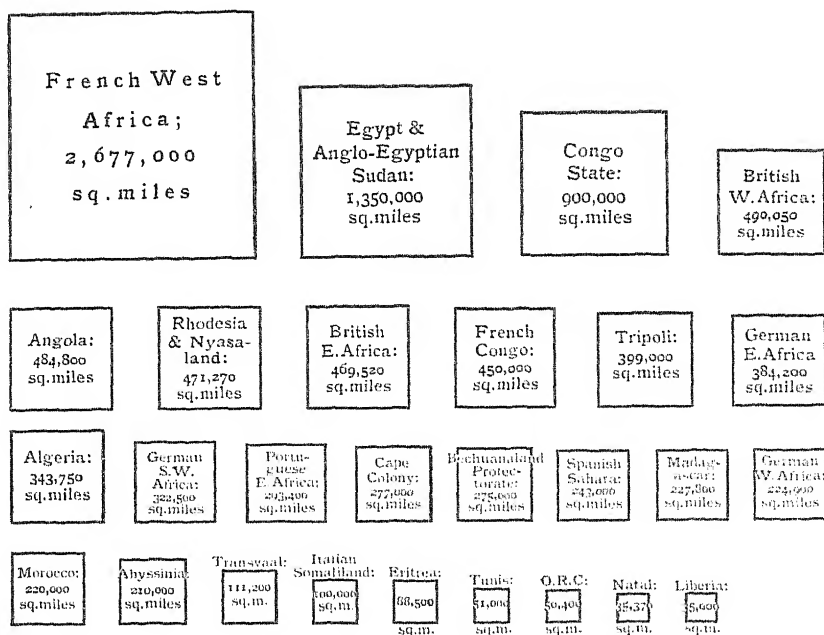 French West
Africa;
2,677,000
sq.miles
Egypt &
Anglo-Egyptian
Sudan:
1,350,000
sq.miles
Congo
State:
900,000
sq.miles
British
W.Africa:
490,050
sq.miles
Angola:
484,800
sq.miles
Rhodesia
& Nyasa-
land:
471,270
sq.miles
British
E.Africa:
469,520
sq.miles
French
Congo:
450,000
sq.miles
Tripoli:
399,000
sq.miles
German
E.Africa
384,200
sq.miles
Algeria:
343,750
sq.miles
German
S.W.
Africa:
322,500
sq.miles
Portu-
guese
E.Africa:
293,400
sq.miles
Cape
Colony:
277,000
sq.miles
Bechuanaland
Protec-
torate:
275,000
sq.miles
Spanish
Sahara:
243,000
sq.miles
Madag-
ascar:
227,800
sq.miles
German
W.Africa:
224,900
sq.miles
Morocco:
220,000
sq.miles
Abyssinia:
210,000
sq.miles
Transvaal:
111,200
sq.m.
Italian
Somaliland:
100,000
sq.m.
Eritrea:
88,500
sq.m.
Tunis:
51,000
sq.m.
O.R.C:
50,400
sq.m.
Natal:
35,370
sq.m.
Liberia:
35,000
sq.m.